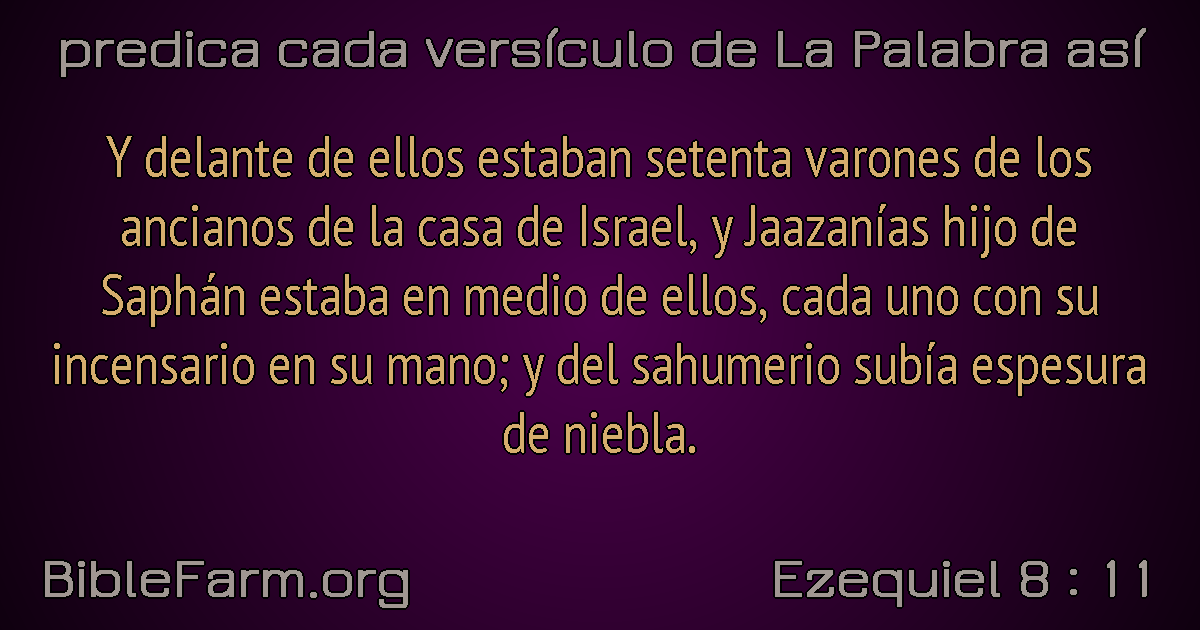 predica cada versículo de La Palabra así
Y delante de ellos estaban setenta varones de los
ancianos de la casa de Israel, y Jaazanías hijo de
Saphán estaba en medio de ellos, cada uno con su
incensario en su mano; y del sahumerio subía espesura
de niebla.
BibleFarm.org
Ezequiel 8 : 11